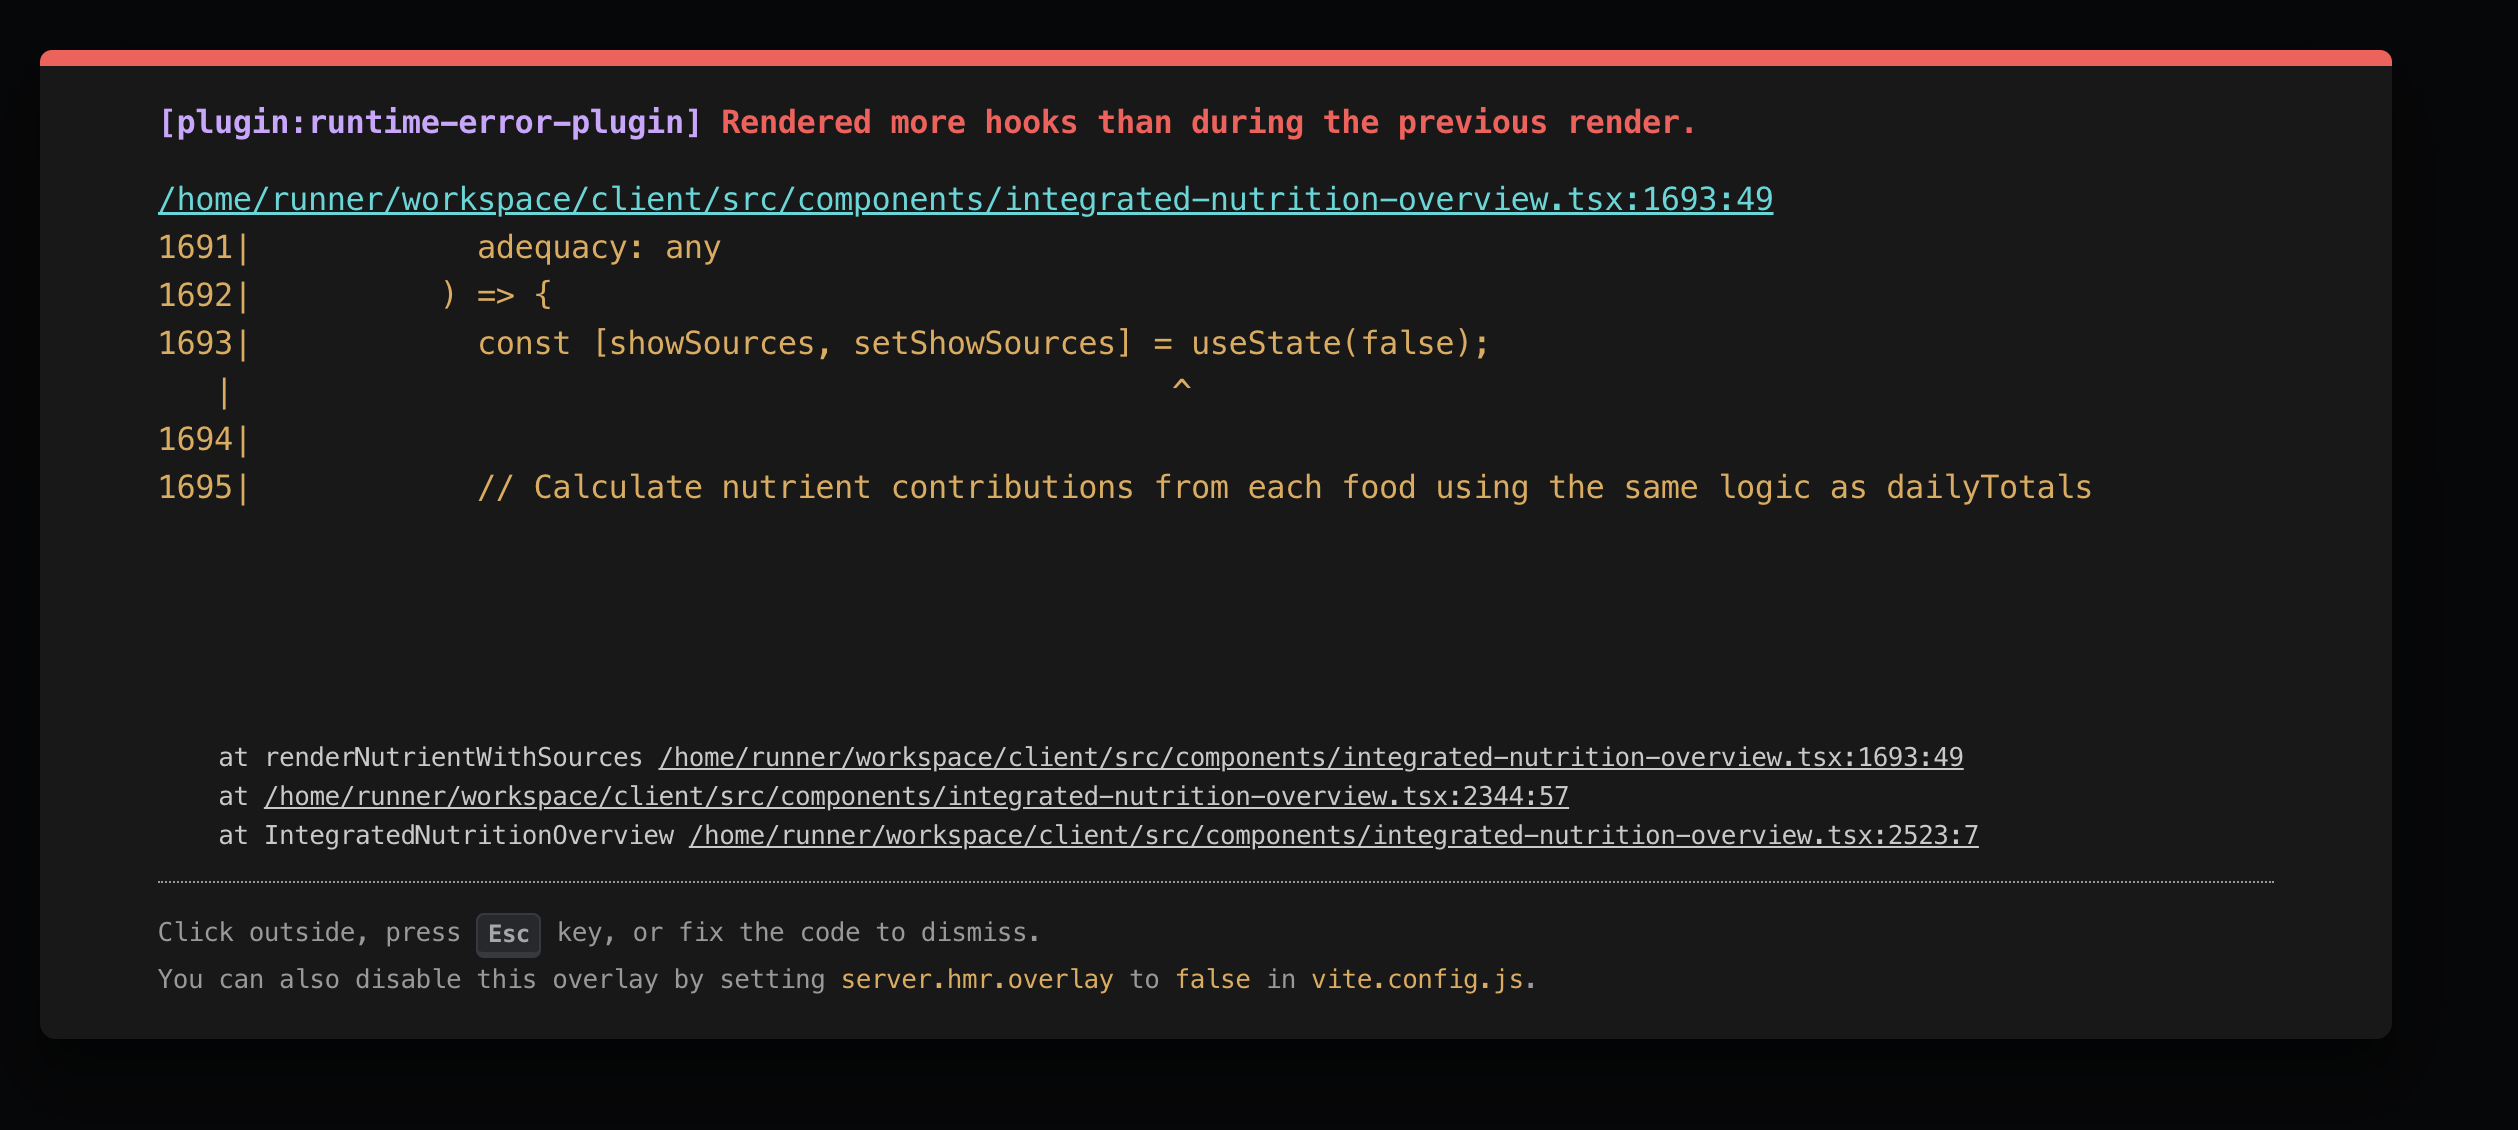 [plugin:runtime-error-plugin] Rendered more hooks than during the previous render.
/home/runner/workspace/client/src/components/integrated-nutrition-overview.tsx:1693:49
1691|            adequacy: any
1692|          ) => {
1693|            const [showSources, setShowSources] = useState(false);
   |                                                  ^
1694|
1695|            // Calculate nutrient contributions from each food using the same logic as dailyTotals
at renderNutrientWithSources /home/runner/workspace/client/src/components/integrated-nutrition-overview.tsx:1693:49
at /home/runner/workspace/client/src/components/integrated-nutrition-overview.tsx:2344:57
at IntegratedNutritionOverview /home/runner/workspace/client/src/components/integrated-nutrition-overview.tsx:2523:7
Click outside, press Esc key, or fix the code to dismiss.
You can also disable this overlay by setting server.hmr.overlay to false in vite.config.js.